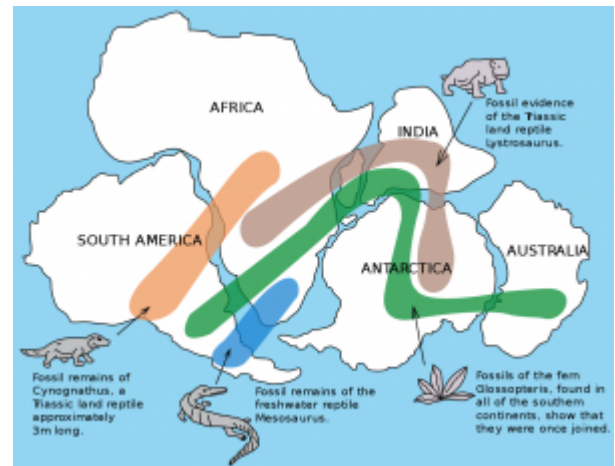 AFRICA
INDIA
Fossil evidence
of the Triassic
land reptile
Lystrosaurus.
SOUTH AMERICA
ANTARCTICA
AUSTRALIA
Fossil remains of
Cynognathus, a
Triassic land reptile
approximately
3m long.
Fossil remains of the
freshwater reptile
Mesosaurus.
Fossils of the fern
Glossopteris, found in
all of the southern
continents, show that
they were once joined.